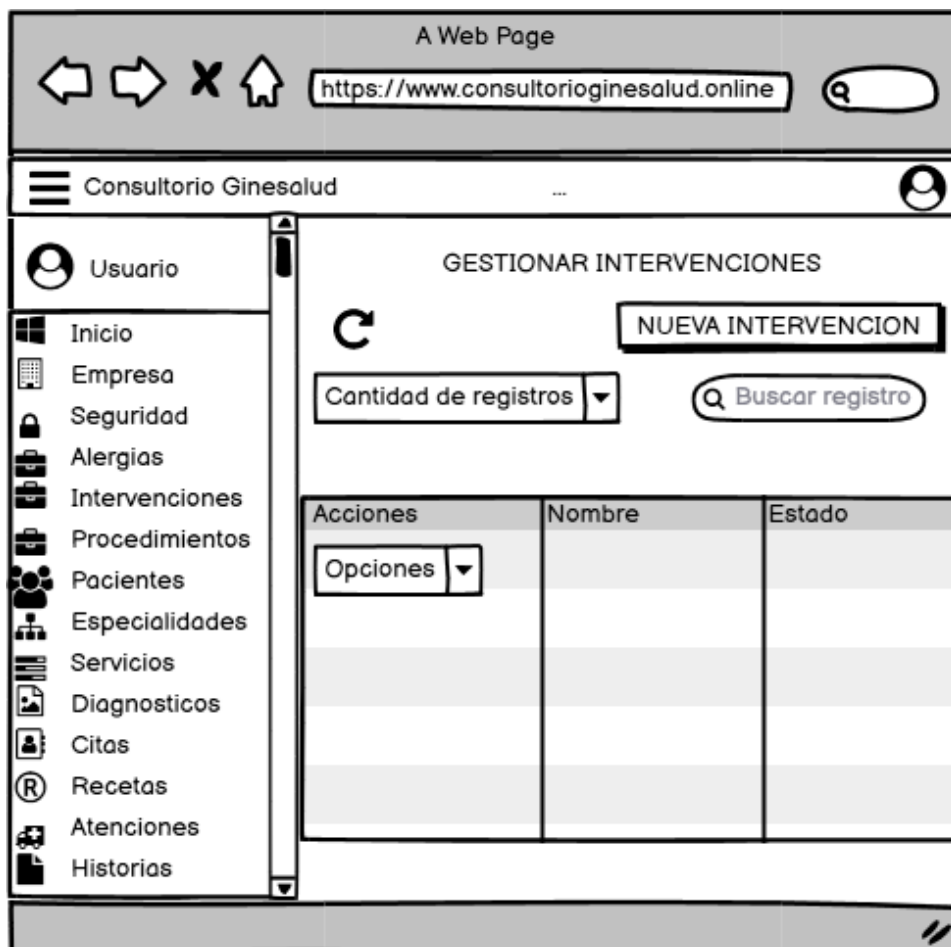 A Web Page
https://www.consultorioginesalud.online
Consultorio Ginesalud
...
Usuario
Inicio
Empresa
Seguridad
Alergias
Intervenciones
Procedimientos
Pacientes
Especialidades
Servicios
Diagnosticos
Citas
Recetas
Atenciones
Historias
GESTIONAR INTERVENCIONES
NUEVA INTERVENCION
Cantidad de registros
Buscar registro
Acciones Nombre Estado
Opciones